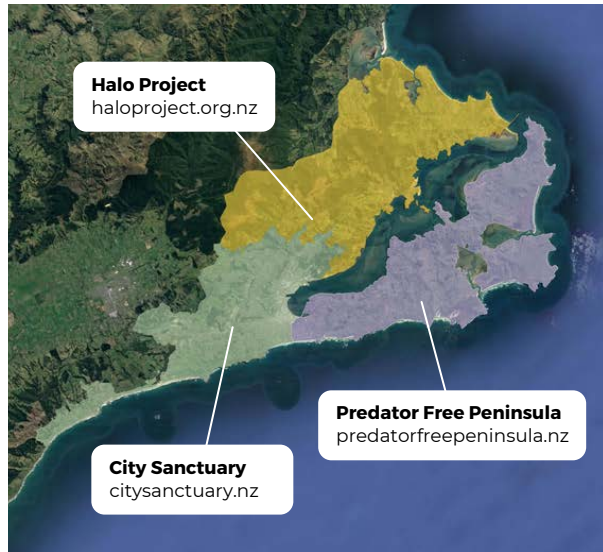 Halo Project
haloproject.org.nz
Predator Free Peninsula
predatorfreepeninsula.nz
City Sanctuary
citysanctuary.nz